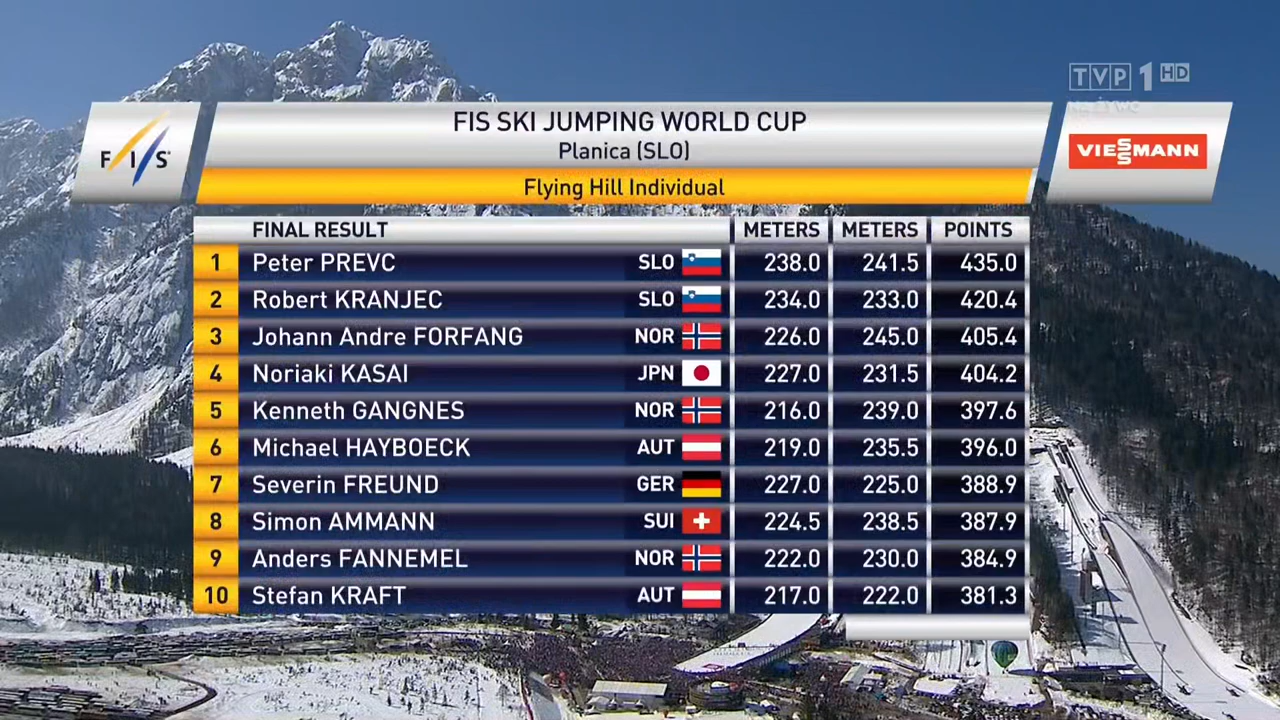 TVP 1 HD
NA ŻYWO
FIS
FIS SKI JUMPING WORLD CUP
VIESSMANN
Planica (SLO)
Flying Hill Individual
FINAL RESULT METERS METERS POINTS
1 Peter PREVC SLO 238.0 241.5 435.0
2 Robert KRANJEC SLO 234.0 233.0 420.4
3 Johann Andre FORFANG NOR 226.0 245.0 405.4
4 Noriaki KASAI JPN 227.0 231.5 404.2
5 Kenneth GANGNES NOR 216.0 239.0 397.6
6 Michael HAYBOECK AUT 219.0 235.5 396.0
7 Severin FREUND GER 227.0 225.0 388.9
8 Simon AMMANN SUI 224.5 238.5 387.9
9 Anders FANNEMEL NOR 222.0 230.0 384.9
10 Stefan KRAFT AUT 217.0 222.0 381.3